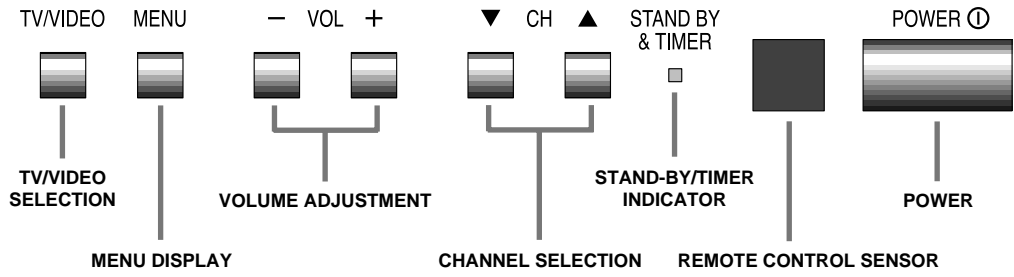 TV/VIDEO MENU − VOL + ▼ CH ▲ STAND BY POWER
& TIMER
TV/VIDEO
SELECTION
VOLUME ADJUSTMENT
STAND-BY/TIMER
INDICATOR
POWER
MENU DISPLAY
CHANNEL SELECTION
REMOTE CONTROL SENSOR